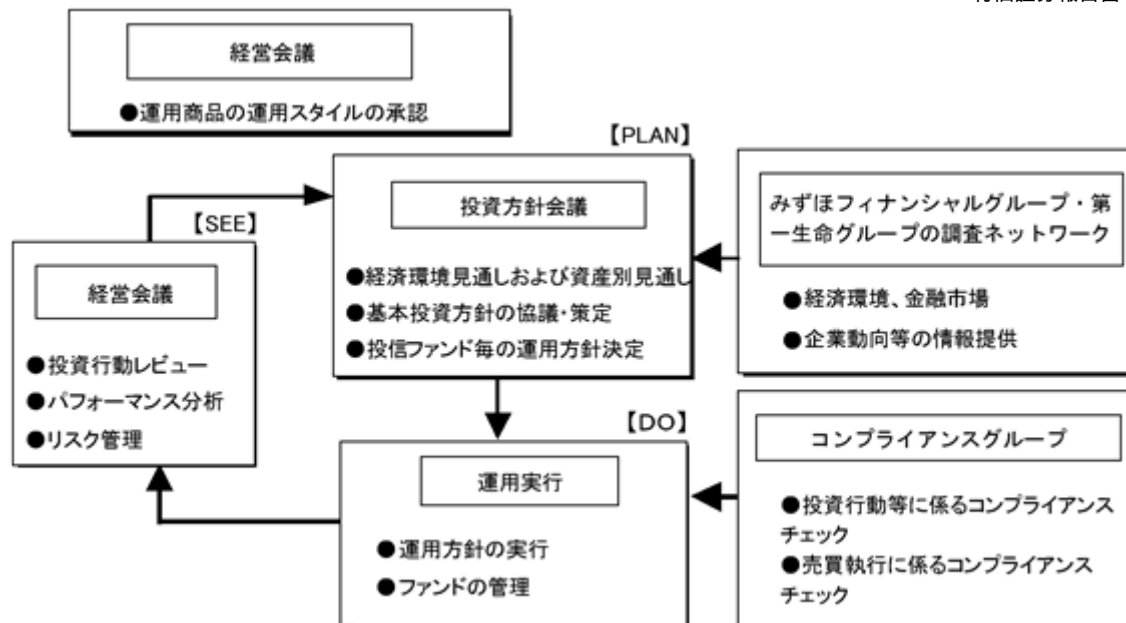 経営会議
●運用商品の運用スタイルの承認
【PLAN】
投資方針会議
●経済環境見通しおよび資産別見通し
●基本投資方針の協議・策定
●投信ファンド毎の運用方針決定
みずほフィナンシャルグループ・第
一生命グループの調査ネットワーク
●経済環境、金融市場
●企業動向等の情報提供
【SEE】
経営会議
●投資行動レビュー
●パフォーマンス分析
●リスク管理
【DO】
運用実行
●運用方針の実行
●ファンドの管理
コンプライアンスグループ
●投資行動等に係るコンプライアンス
チェック
●売買執行に係るコンプライアンス
チェック